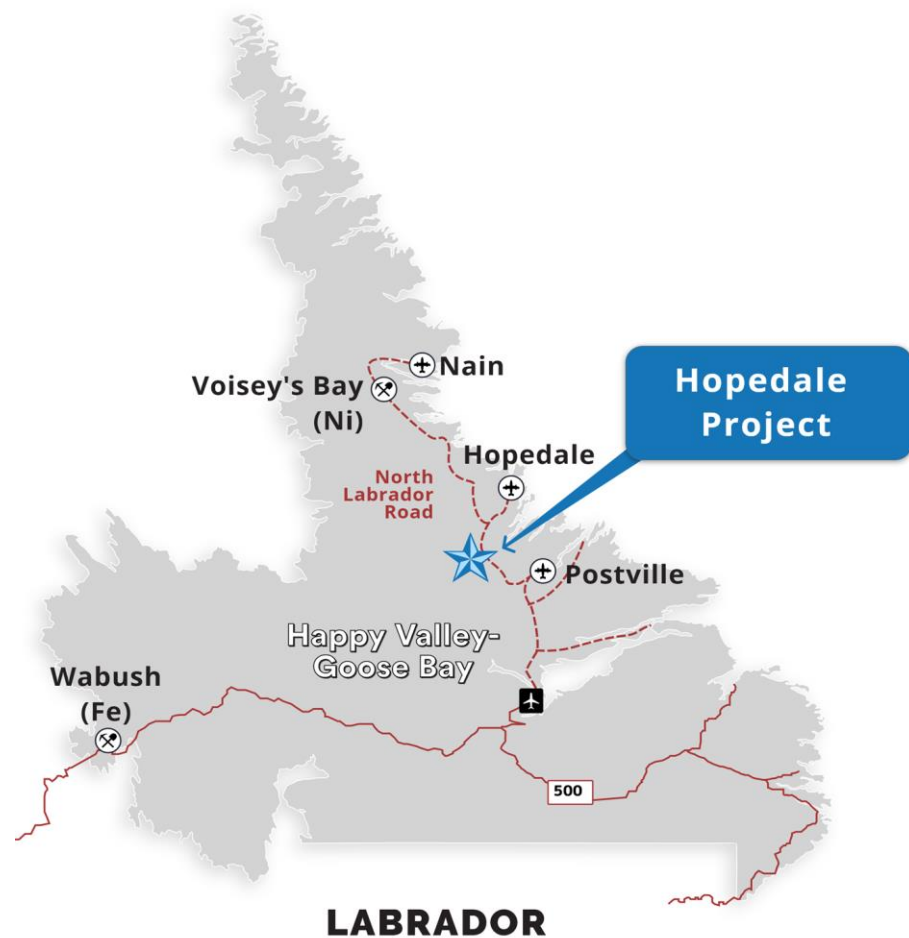 Nain
Voisey's Bay
(Ni)
Hopedale
Project
Hopedale
North
Labrador
Road
Postville
Happy Valley-
Goose Bay
Wabush
(Fe)
500
LABRADOR